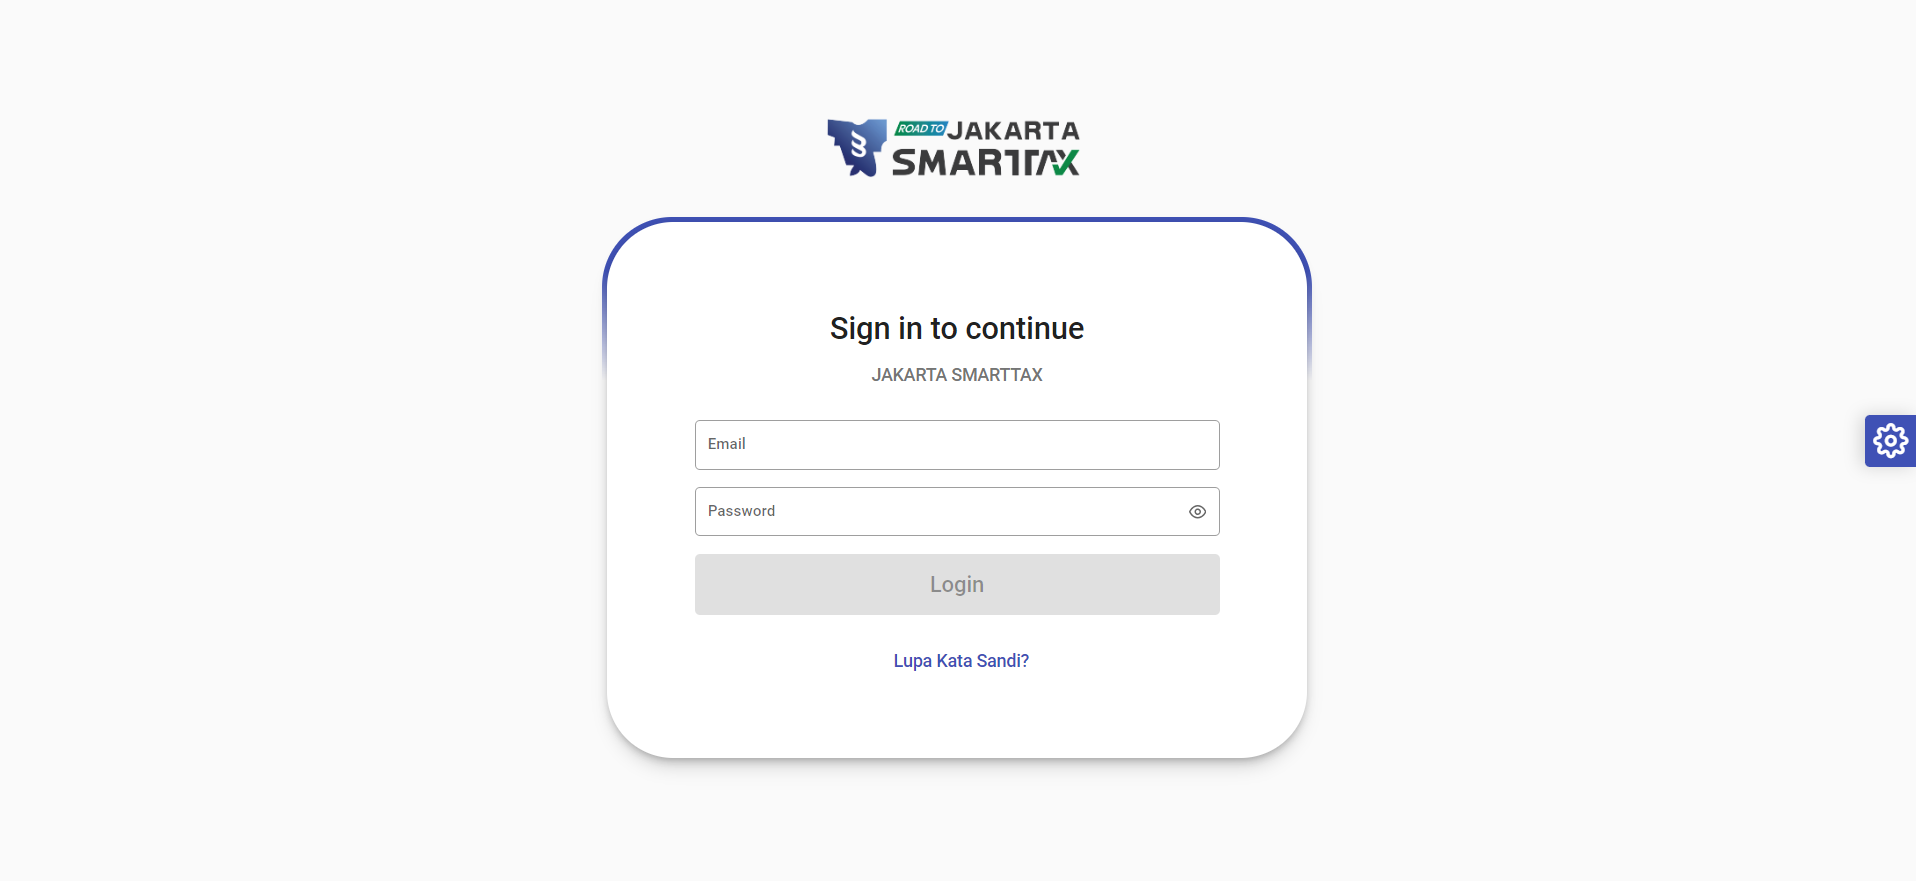 ROAD TO JAKARTA
SMARTTAX
Sign in to continue
JAKARTA SMARTTAX
Email
Password
Login
Lupa Kata Sandi?